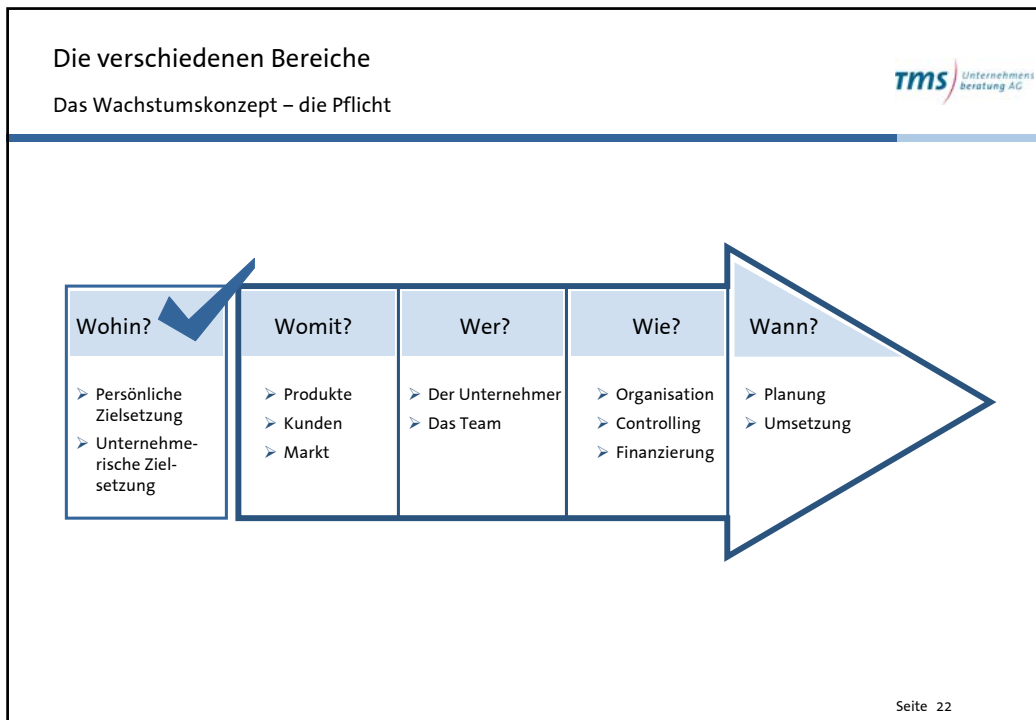 Die verschiedenen Bereiche
Das Wachstumskonzept – die Pflicht
TMS Unternehmens
beratung AG
Wohin?
➢ Persönliche
Zielsetzung
➢ Unternehme-
rische Ziel-
setzung
Womit?
➢ Produkte
➢ Kunden
➢ Markt
Wer?
➢ Der Unternehmer
➢ Das Team
Wie?
➢ Organisation
➢ Controlling
➢ Finanzierung
Wann?
➢ Planung
➢ Umsetzung
Seite 22